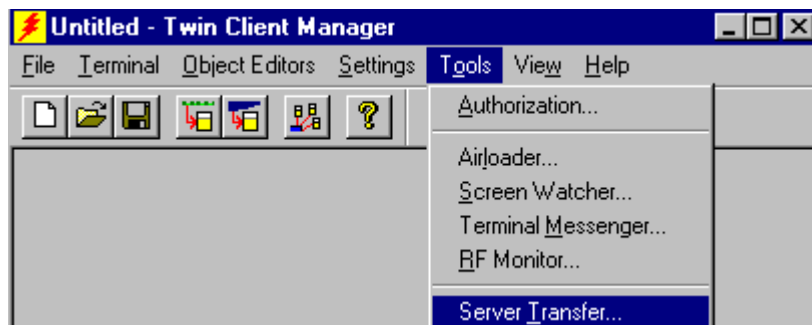 Untitled - Twin Client Manager
File Terminal Object Editors Settings Tools View Help
Authorization...
Airloader...
Screen Watcher...
Terminal Messenger...
RF Monitor...
Server Transfer...